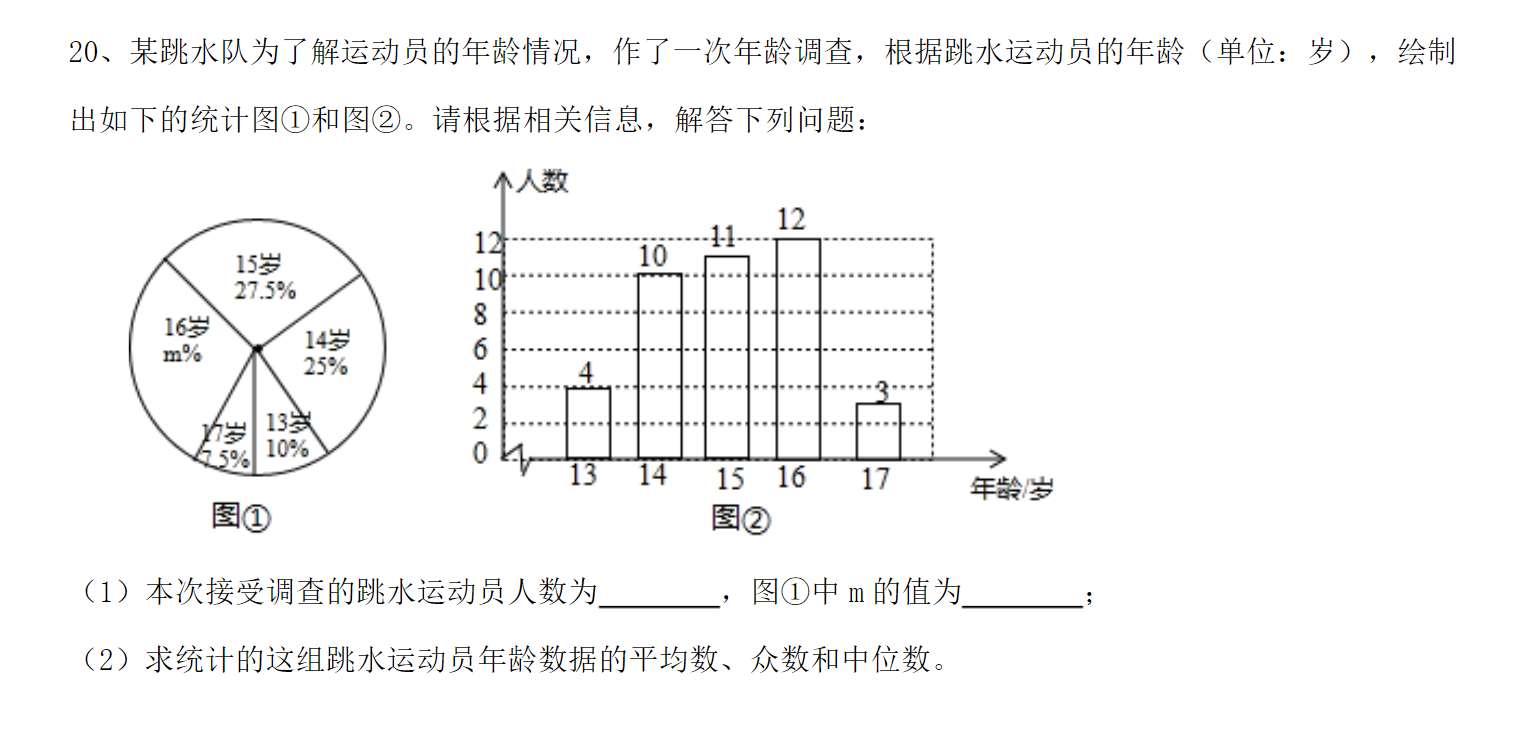 20、某跳水队为了解运动员的年龄情况，作了一次年龄调查，根据跳水运动员的年龄（单位：岁），绘制
出如下的统计图①和图②。请根据相关信息，解答下列问题：
15岁
27.5%
16岁
m%
14岁
25%
17岁
7.5%
13岁
10%
图①
人数
12
10
8
6
4
2
0
4
10
11
12
3
13
14
15
16
17
年龄/岁
图②
（1）本次接受调查的跳水运动员人数为________，图①中 m 的值为________；
（2）求统计的这组跳水运动员年龄数据的平均数、众数和中位数。